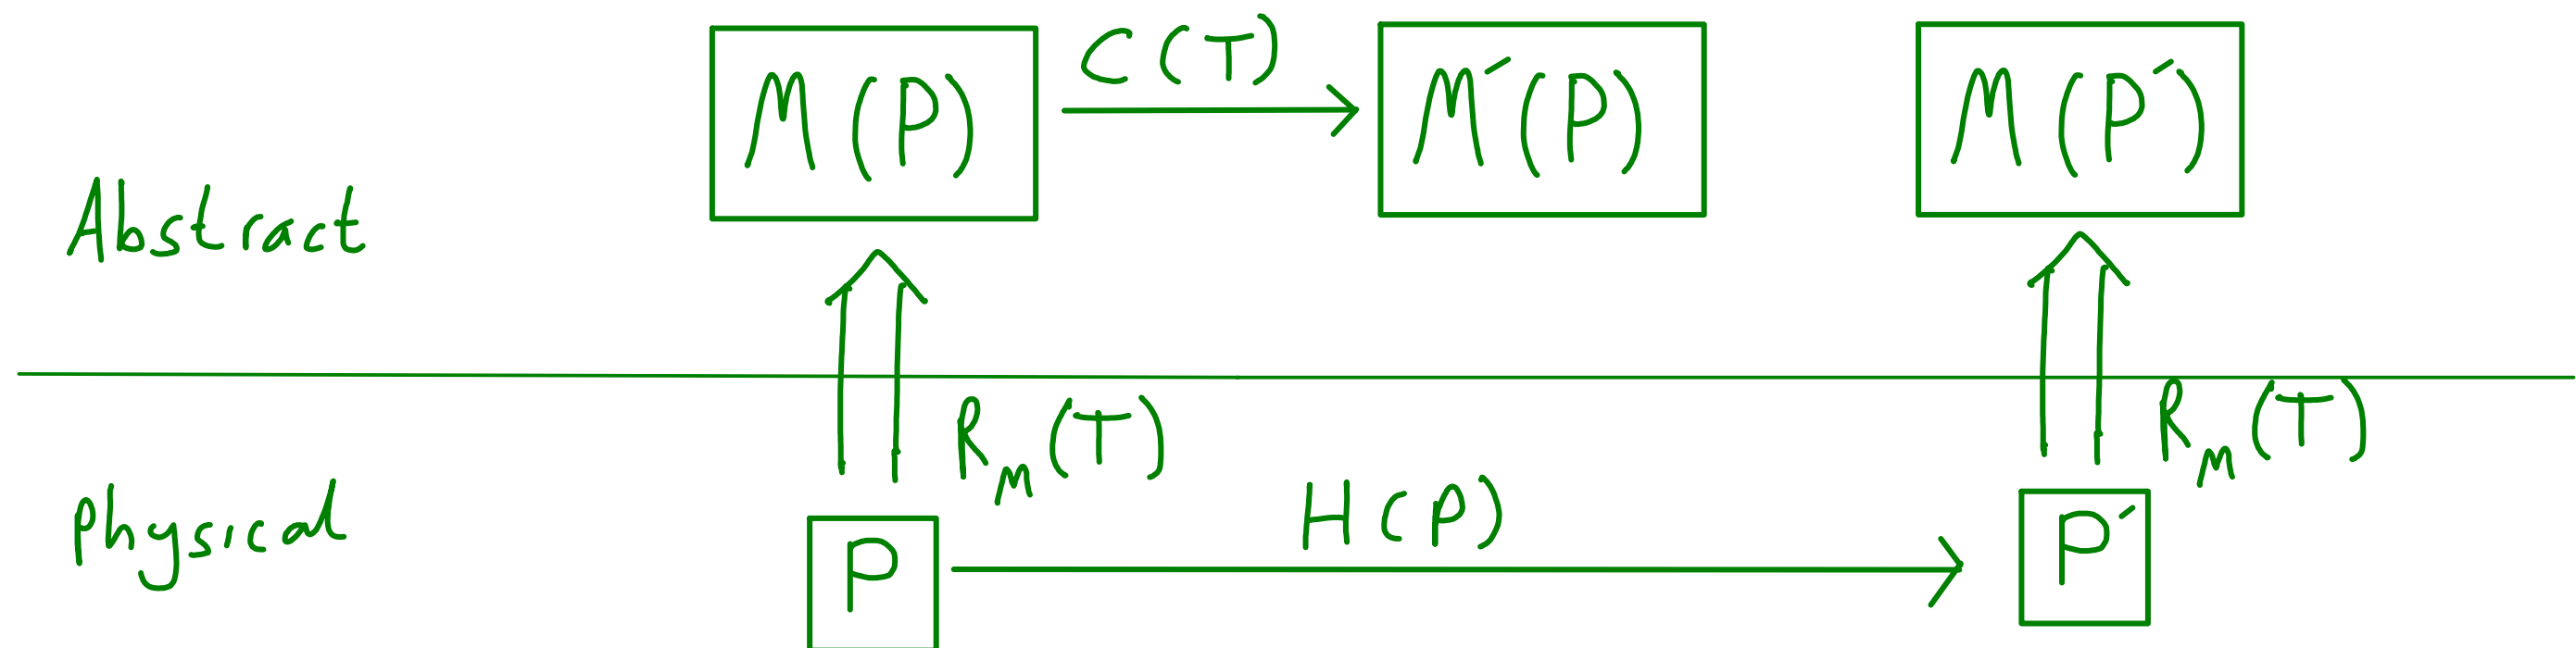 C(T)
M(P) M´(P) M(P´)
Abstract
R_M(T) R_M(T)
Physical
H(P)
P P´